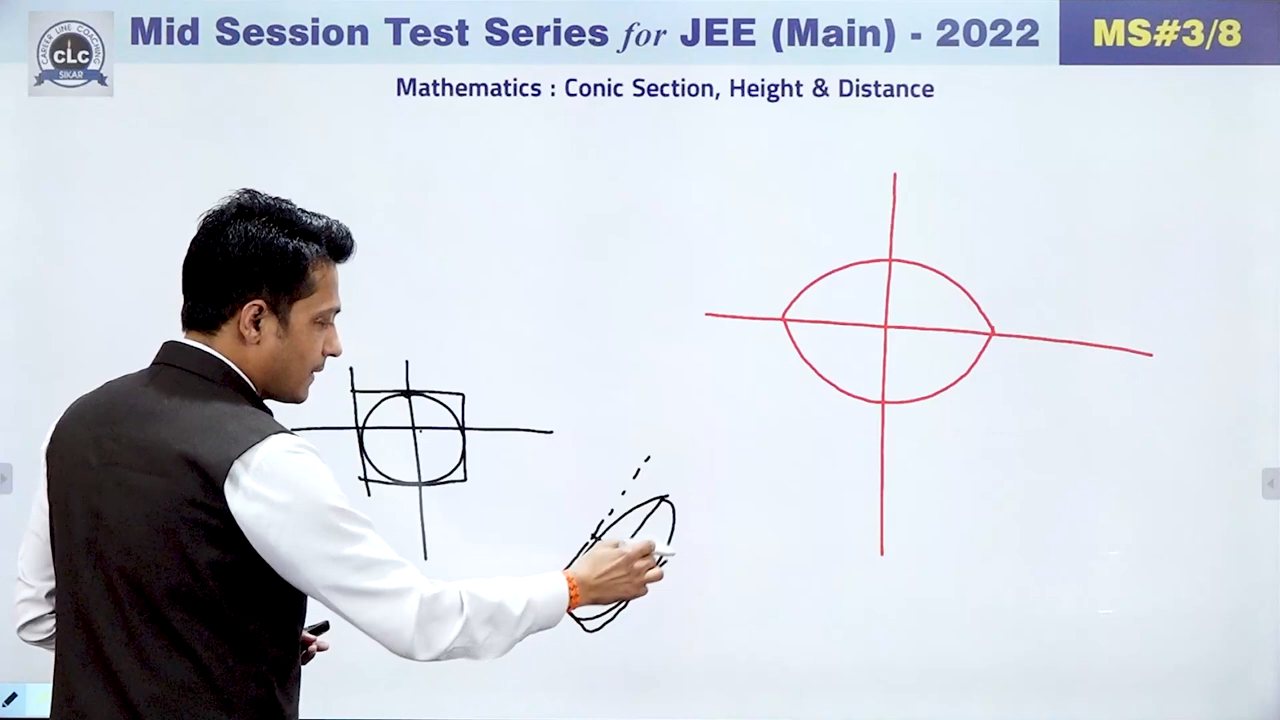 CAREER LINE COACHING
CLC
SIKAR
Mid Session Test Series for JEE (Main) - 2022
MS#3/8
Mathematics : Conic Section, Height & Distance